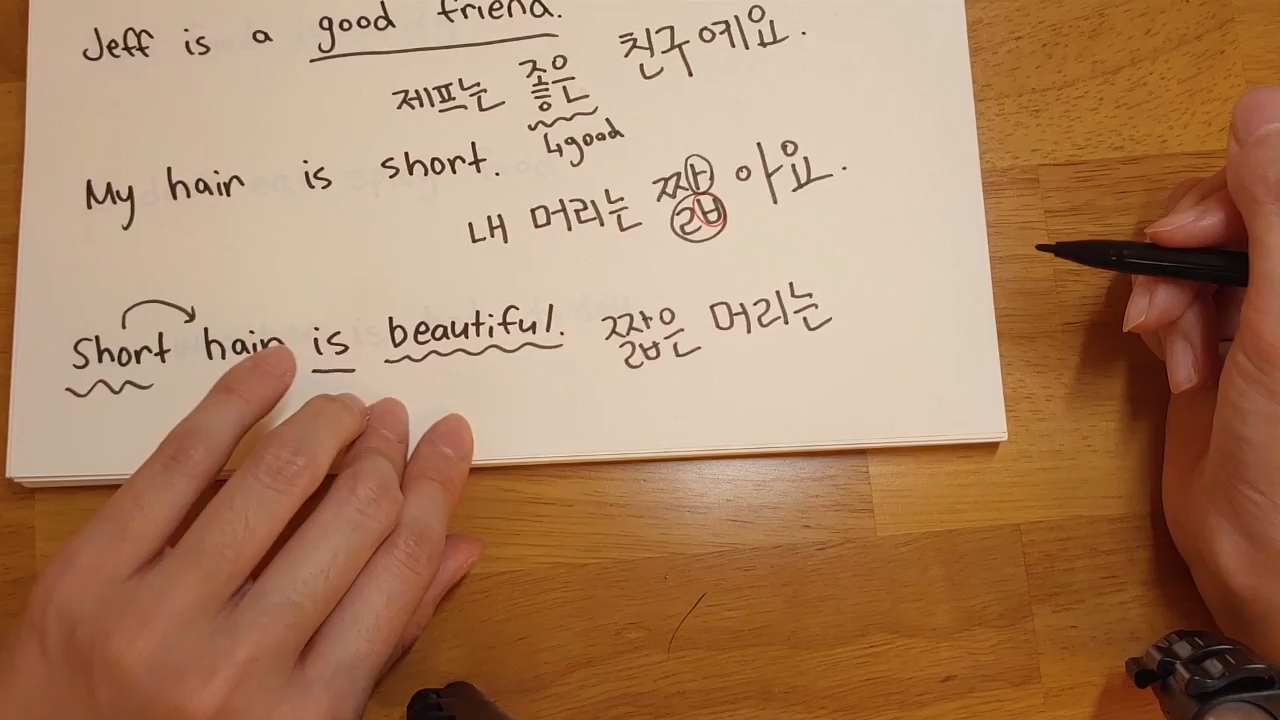 Jeff is a good friend.
제프는 좋은 친구예요.
↳good
My hair is short.
내 머리는 짧아요.
Short hair is beautiful. 짧은 머리는